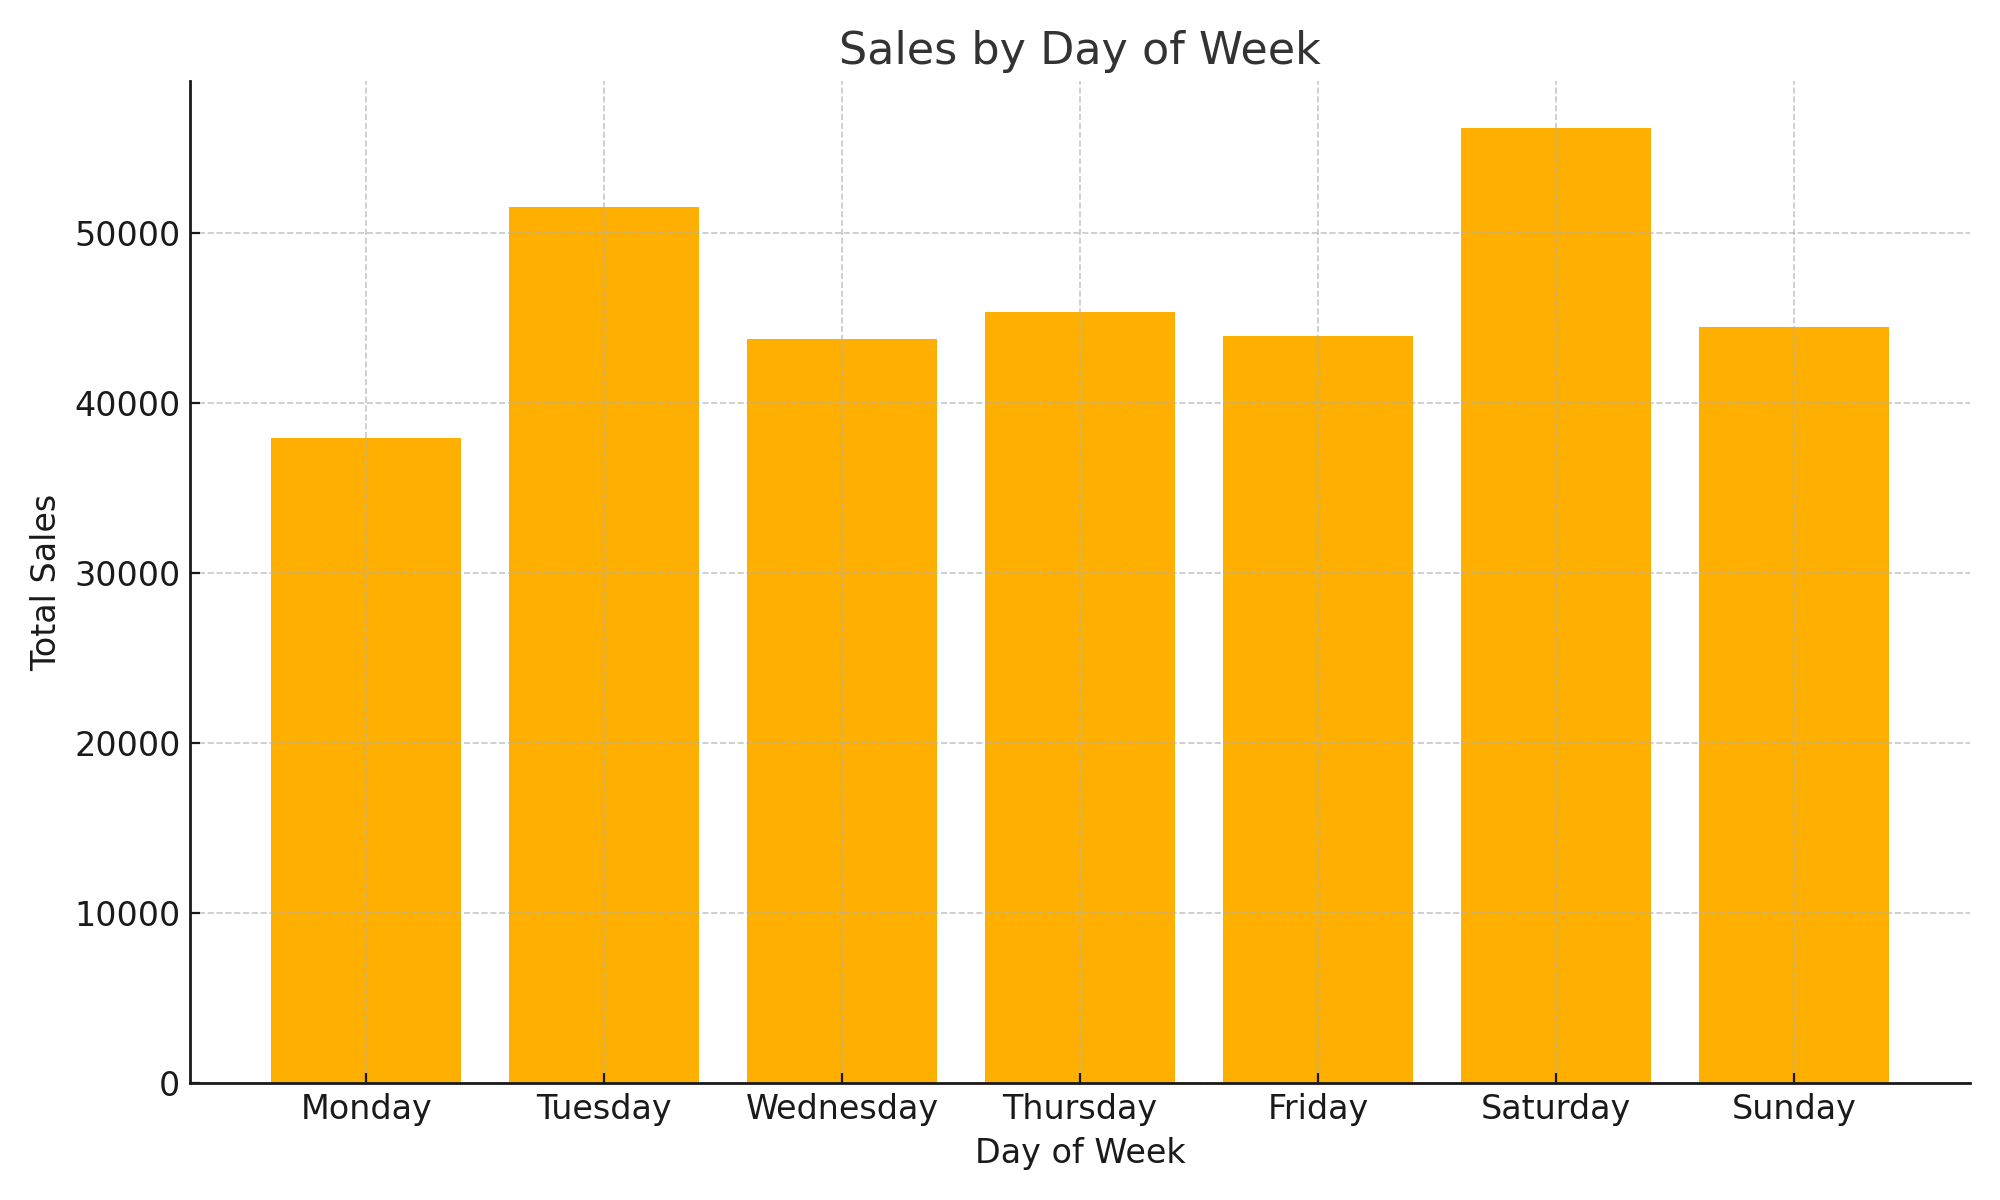 Sales by Day of Week
Total Sales
50000
40000
30000
20000
10000
0
Monday Tuesday Wednesday Thursday Friday Saturday Sunday
Day of Week